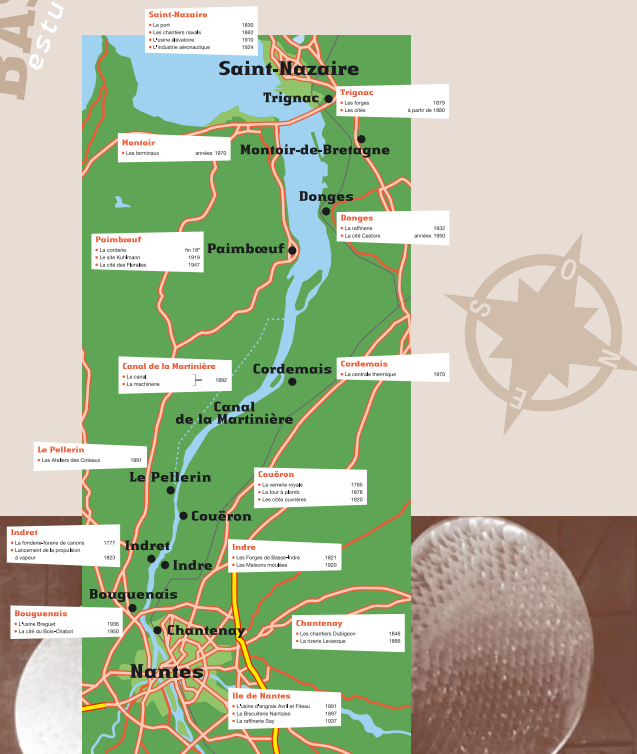 BAS
estu
Saint-Nazaire
• Le port 1830
• Les chantiers navals 1862
• L'usine élévatoire 1910
• L'industrie aéronautique 1924
Saint-Nazaire
Trignac
Trignac
• Les forges 1879
• Les cités à partir de 1880
Montoir
• Les terminaux années 1970
Montoir-de-Bretagne
Donges
Donges
• La raffinerie 1932
• La cité Castors années 1950
Paimbœuf
• La corderie fin 18°
• Le site Kuhlmann 1919
• La cité des Floralies 1947
Paimbœuf
S
O
N
E
Canal de la Martinière
• Le canal
• La machinerie 1892
Cordemais
Cordemais
• La centrale thermique 1970
Canal
de la Martinière
Le Pellerin
• Les Ateliers des Coteaux 1891
Le Pellerin
Couëron
• La verrerie royale 1785
• La tour à plomb 1878
• Les cités ouvrières 1920
Couëron
Indret
• La fonderie-forerie de canons 1777
• Lancement de la propulsion
à vapeur 1823
Indret
Indre
Indre
• Les Forges de Basse-Indre 1821
• Les Maisons moulées 1920
Bouguenais
Bouguenais
• L'usine Breguet 1936
• La cité du Bois-Chabot 1950
Chantenay
Chantenay
• Les chantiers Dubigeon 1846
• La rizerie Levesque 1866
Nantes
Ile de Nantes
• L'usine d'engrais Avril et Fiteau 1891
• La Biscuiterie Nantaise 1897
• La raffinerie Say 1937